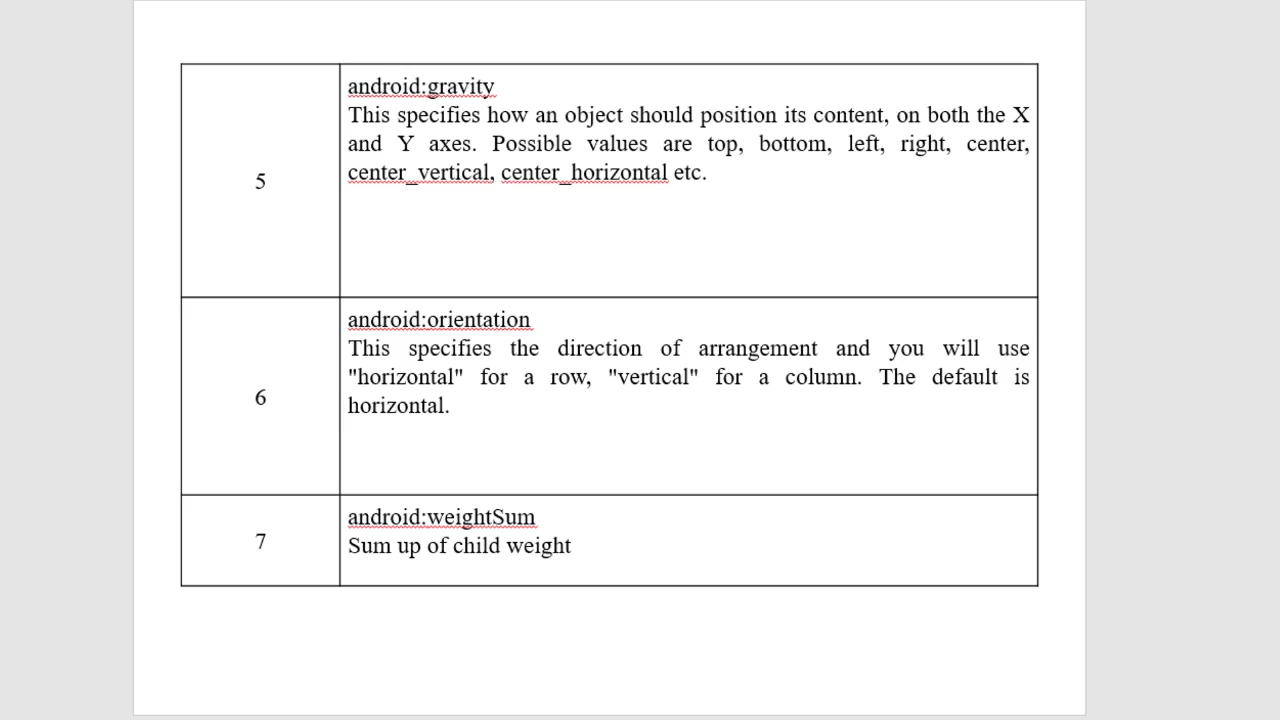 5
android:gravity
This specifies how an object should position its content, on both the X
and Y axes. Possible values are top, bottom, left, right, center,
center_vertical, center_horizontal etc.
6
android:orientation
This specifies the direction of arrangement and you will use
"horizontal" for a row, "vertical" for a column. The default is
horizontal.
7
android:weightSum
Sum up of child weight